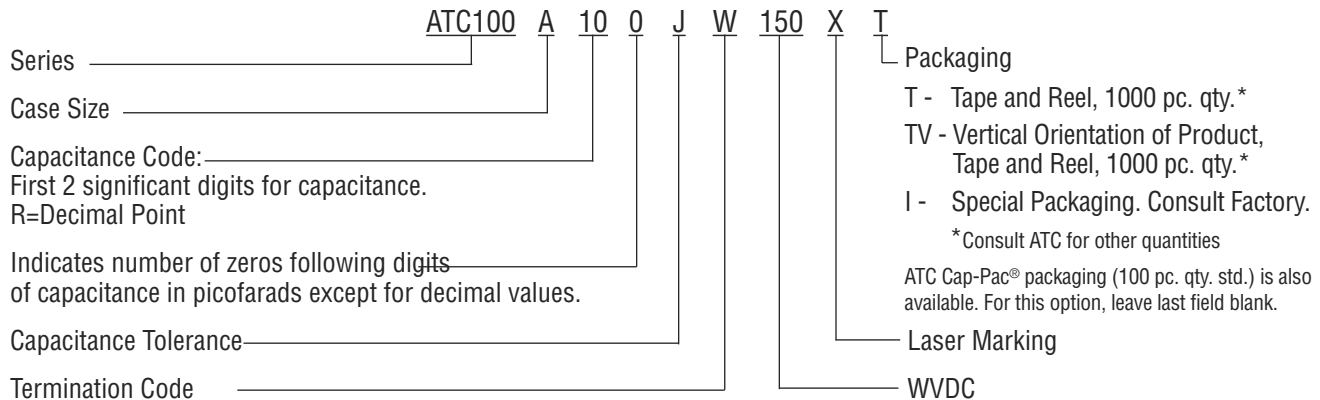 ATC100 A 10 0 J W 150 X T
Series
Case Size
Capacitance Code:
First 2 significant digits for capacitance.
R=Decimal Point
Indicates number of zeros following digits
of capacitance in picofarads except for decimal values.
Capacitance Tolerance
Termination Code
Packaging
T - Tape and Reel, 1000 pc. qty.*
TV - Vertical Orientation of Product,
Tape and Reel, 1000 pc. qty.*
I - Special Packaging. Consult Factory.
*Consult ATC for other quantities
ATC Cap-Pac® packaging (100 pc. qty. std.) is also
available. For this option, leave last field blank.
Laser Marking
WVDC